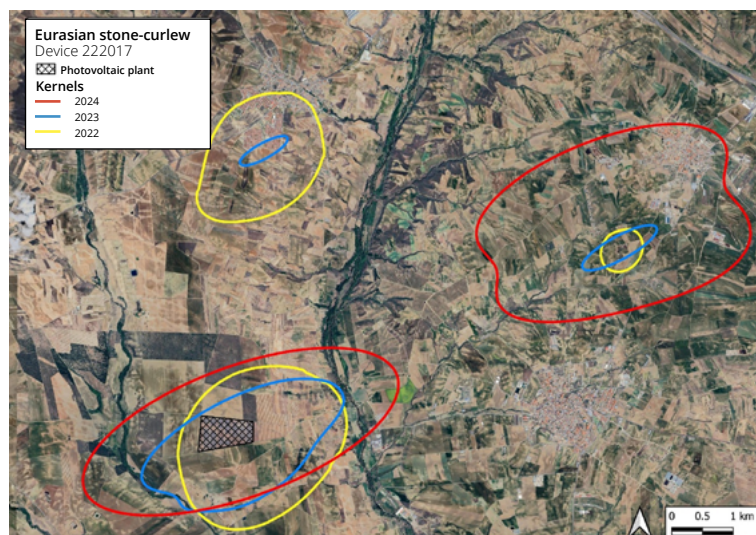 Eurasian stone-curlew
Device 222017
Photovoltaic plant
Kernels
2024
2023
2022
0 0.5 1 km